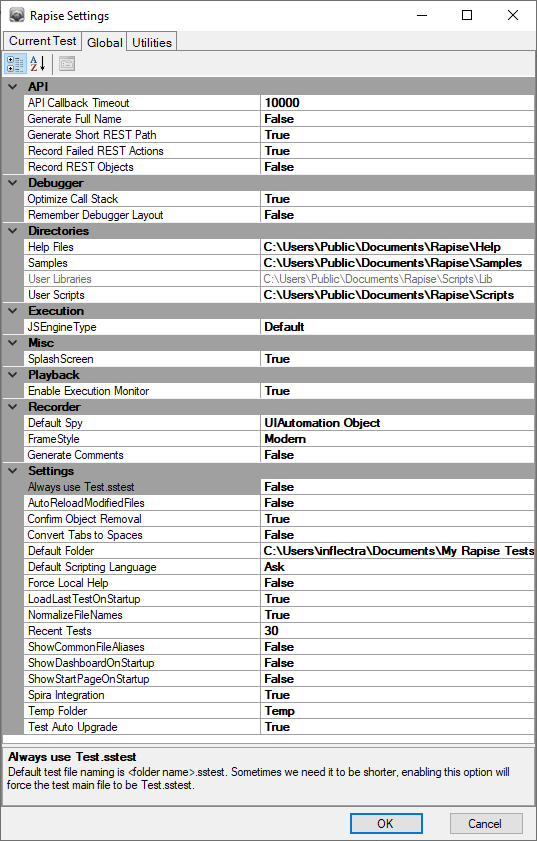 Rapise Settings
Current Test Global Utilities
API
API Callback Timeout 10000
Generate Full Name False
Generate Short REST Path True
Record Failed REST Actions True
Record REST Objects False
Debugger
Optimize Call Stack True
Remember Debugger Layout False
Directories
Help Files C:\Users\Public\Documents\Rapise\Help
Samples C:\Users\Public\Documents\Rapise\Samples
User Libraries C:\Users\Public\Documents\Rapise\Scripts\Lib
User Scripts C:\Users\Public\Documents\Rapise\Scripts
Execution
JSEngineType Default
Misc
SplashScreen True
Playback
Enable Execution Monitor True
Recorder
Default Spy UIAutomation Object
FrameStyle Modern
Generate Comments False
Settings
Always use Test.sstest False
AutoReloadModifiedFiles False
Confirm Object Removal True
Convert Tabs to Spaces False
Default Folder C:\Users\inflectra\Documents\My Rapise Tests
Default Scripting Language Ask
Force Local Help False
LoadLastTestOnStartup True
NormalizeFileNames True
Recent Tests 30
ShowCommonFileAliases False
ShowDashboardOnStartup False
ShowStartPageOnStartup False
Spira Integration True
Temp Folder Temp
Test Auto Upgrade True
Always use Test.sstest
Default test file naming is <folder name>.sstest. Sometimes we need it to be shorter, enabling this option will
force the test main file to be Test.sstest.
OK Cancel